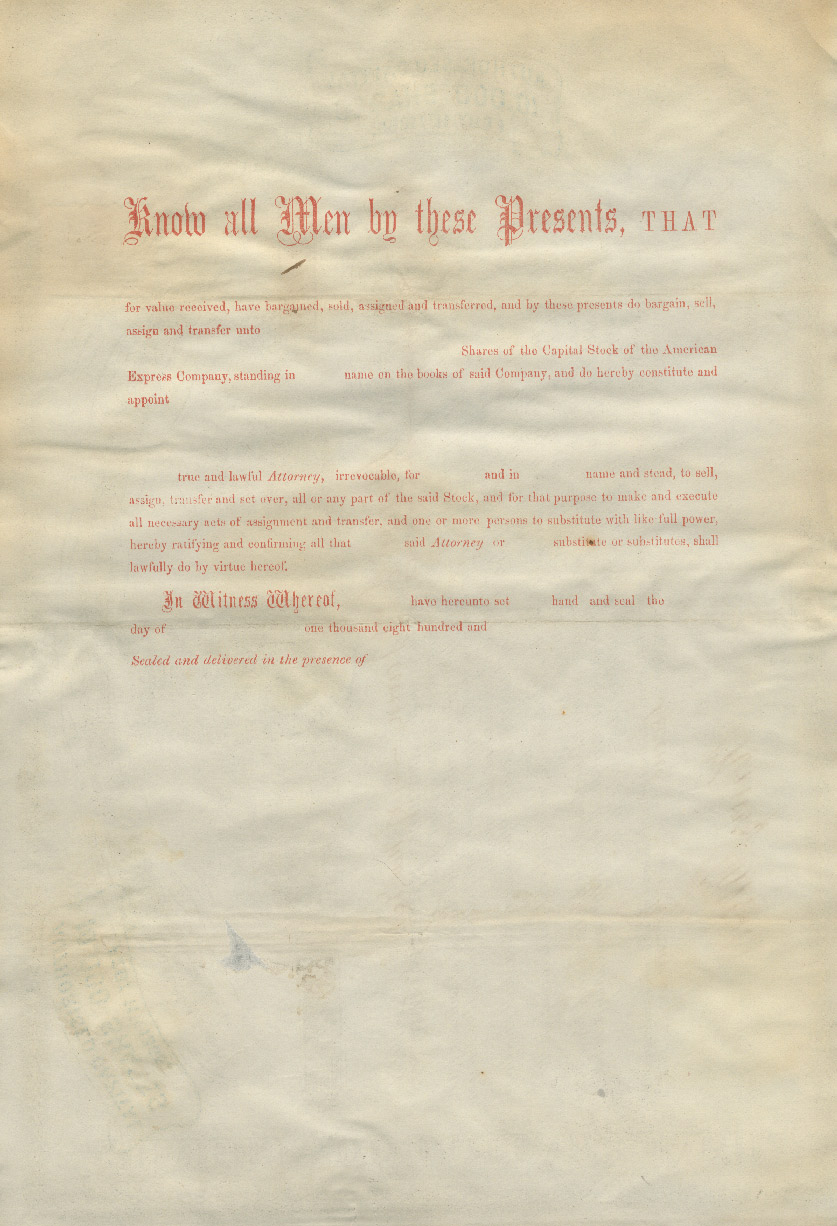 Know all Men by these Presents, THAT
for value received, have bargained, sold, assigned and transferred, and by these presents do bargain, sell,
assign and transfer unto
Shares of the Capital Stock of the American
Express Company, standing in name on the books of said Company, and do hereby constitute and
appoint
true and lawful Attorney, irrevocable, for and in name and stead, to sell,
assign, transfer and set over, all or any part of the said Stock, and for that purpose to make and execute
all necessary acts of assignment and transfer, and one or more persons to substitute with like full power,
hereby ratifying and confirming all that said Attorney or substitute or substitutes, shall
lawfully do by virtue hereof.
In Witness Whereof, have hereunto set hand and seal the
day of one thousand eight hundred and
Sealed and delivered in the presence of